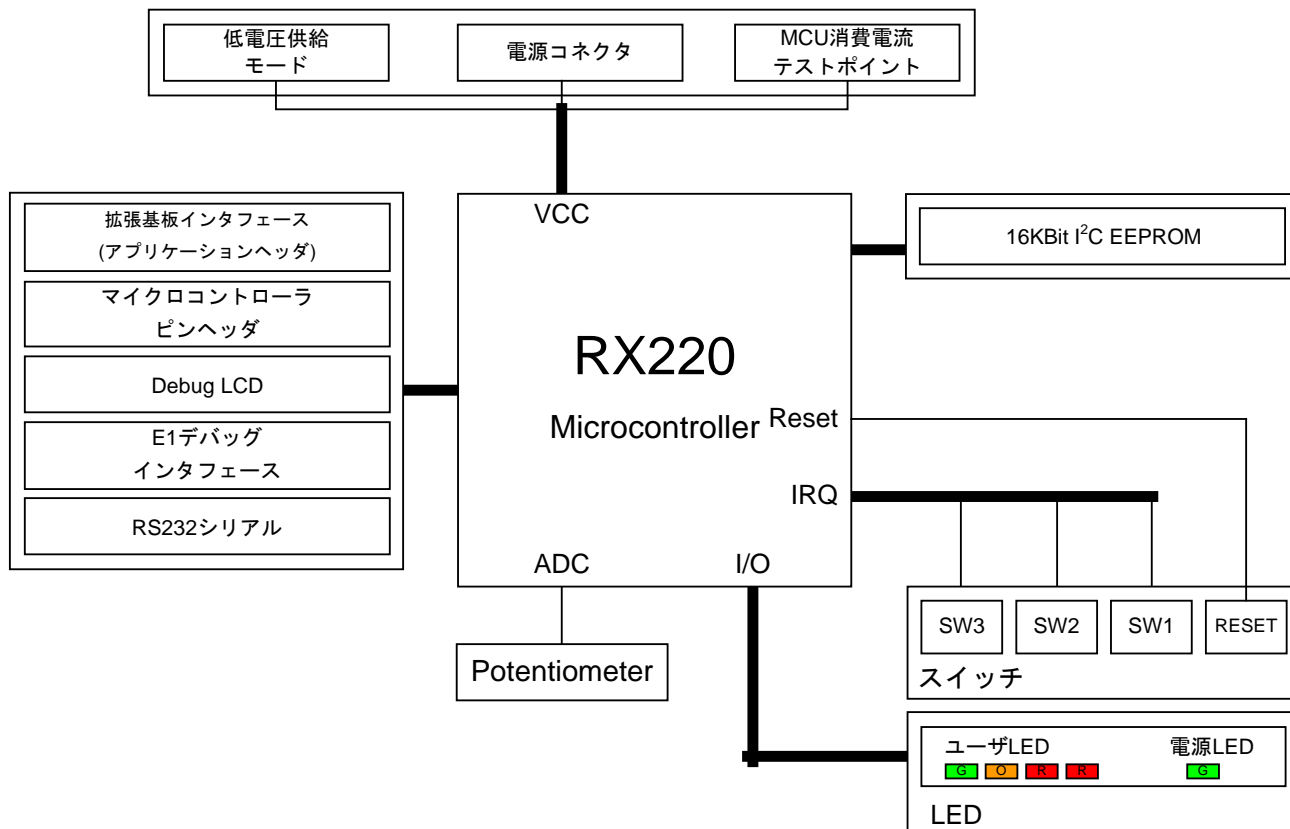 低電圧供給
モード
電源コネクタ
MCU消費電流
テストポイント
拡張基板インタフェース
(アプリケーションヘッダ)
マイクロコントローラ
ピンヘッダ
Debug LCD
E1デバッグ
インタフェース
RS232シリアル
VCC
RX220
Microcontroller
Reset
IRQ
ADC
I/O
16KBit I²C EEPROM
Potentiometer
SW3
SW2
SW1
RESET
スイッチ
ユーザLED
電源LED
G
O
R
R
G
LED